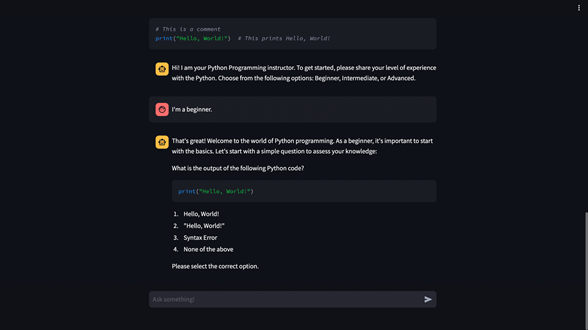 # This is a comment
print("Hello, World!")  # This prints Hello, World!
Hi! I am your Python Programming instructor. To get started, please share your level of experience
with the Python. Choose from the following options: Beginner, Intermediate, or Advanced.
I'm a beginner.
That's great! Welcome to the world of Python programming. As a beginner, it's important to start
with the basics. Let's start with a simple question to assess your knowledge:
What is the output of the following Python code?
print("Hello, World!")
1. Hello, World!
2. "Hello, World!"
3. Syntax Error
4. None of the above
Please select the correct option.
Ask something!